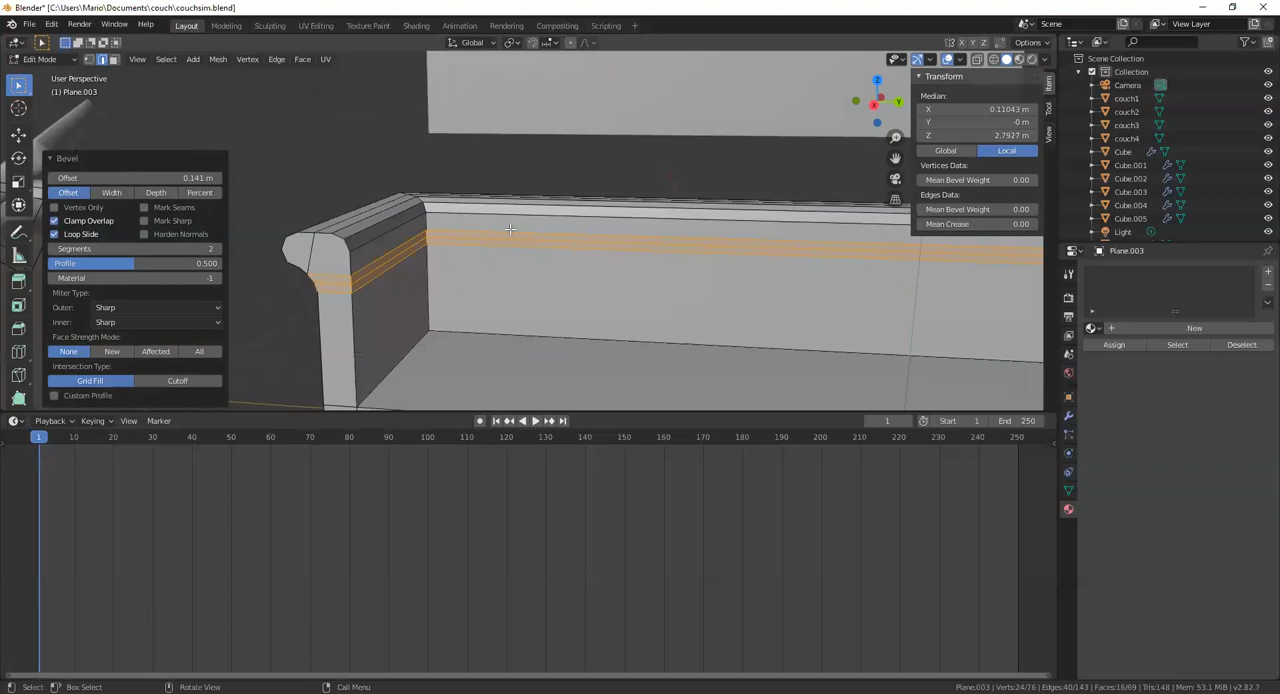 Blender* [C:\Users\Mario\Documents\couch\couchsim.blend]
File Edit Render Window Help Layout Modeling Sculpting UV Editing Texture Paint Shading Animation Rendering Compositing Scripting + Scene View Layer
Global Options
Edit Mode View Select Add Mesh Vertex Edge Face UV X Y Z
User Perspective
(1) Plane.003
Bevel
Offset 0.141 m
Offset Width Depth Percent
Vertex Only Mark Seams
Clamp Overlap Mark Sharp
Loop Slide Harden Normals
Segments 2
Profile 0.500
Material -1
Miter Type:
Outer: Sharp
Inner: Sharp
Face Strength Mode:
None New Affected All
Intersection Type:
Grid Fill Cutoff
Custom Profile
Z
X Y
Transform
Median:
X 0.11043 m
Y -0 m
Z 2.7927 m
Global Local
Vertices Data:
Mean Bevel Weight 0.00
Edges Data:
Mean Bevel Weight 0.00
Mean Crease 0.00
Item
Tool
View
Scene Collection
Collection
Camera
couch1
couch2
couch3
couch4
Cube
Cube.001
Cube.002
Cube.003
Cube.004
Cube.005
Light
Plane.003
New
Assign Select Deselect
Playback Keying View Marker 1 Start 1 End 250
1 10 20 30 40 50 60 70 80 90 100 110 120 130 140 150 160 170 180 190 200 210 220 230 240 250
Select Box Select Rotate View Call Menu Plane.003 | Verts:24/76 | Edges:40/143 | Faces:16/69 | Tris:148 | Mem: 53.1 MiB | v2.82.7